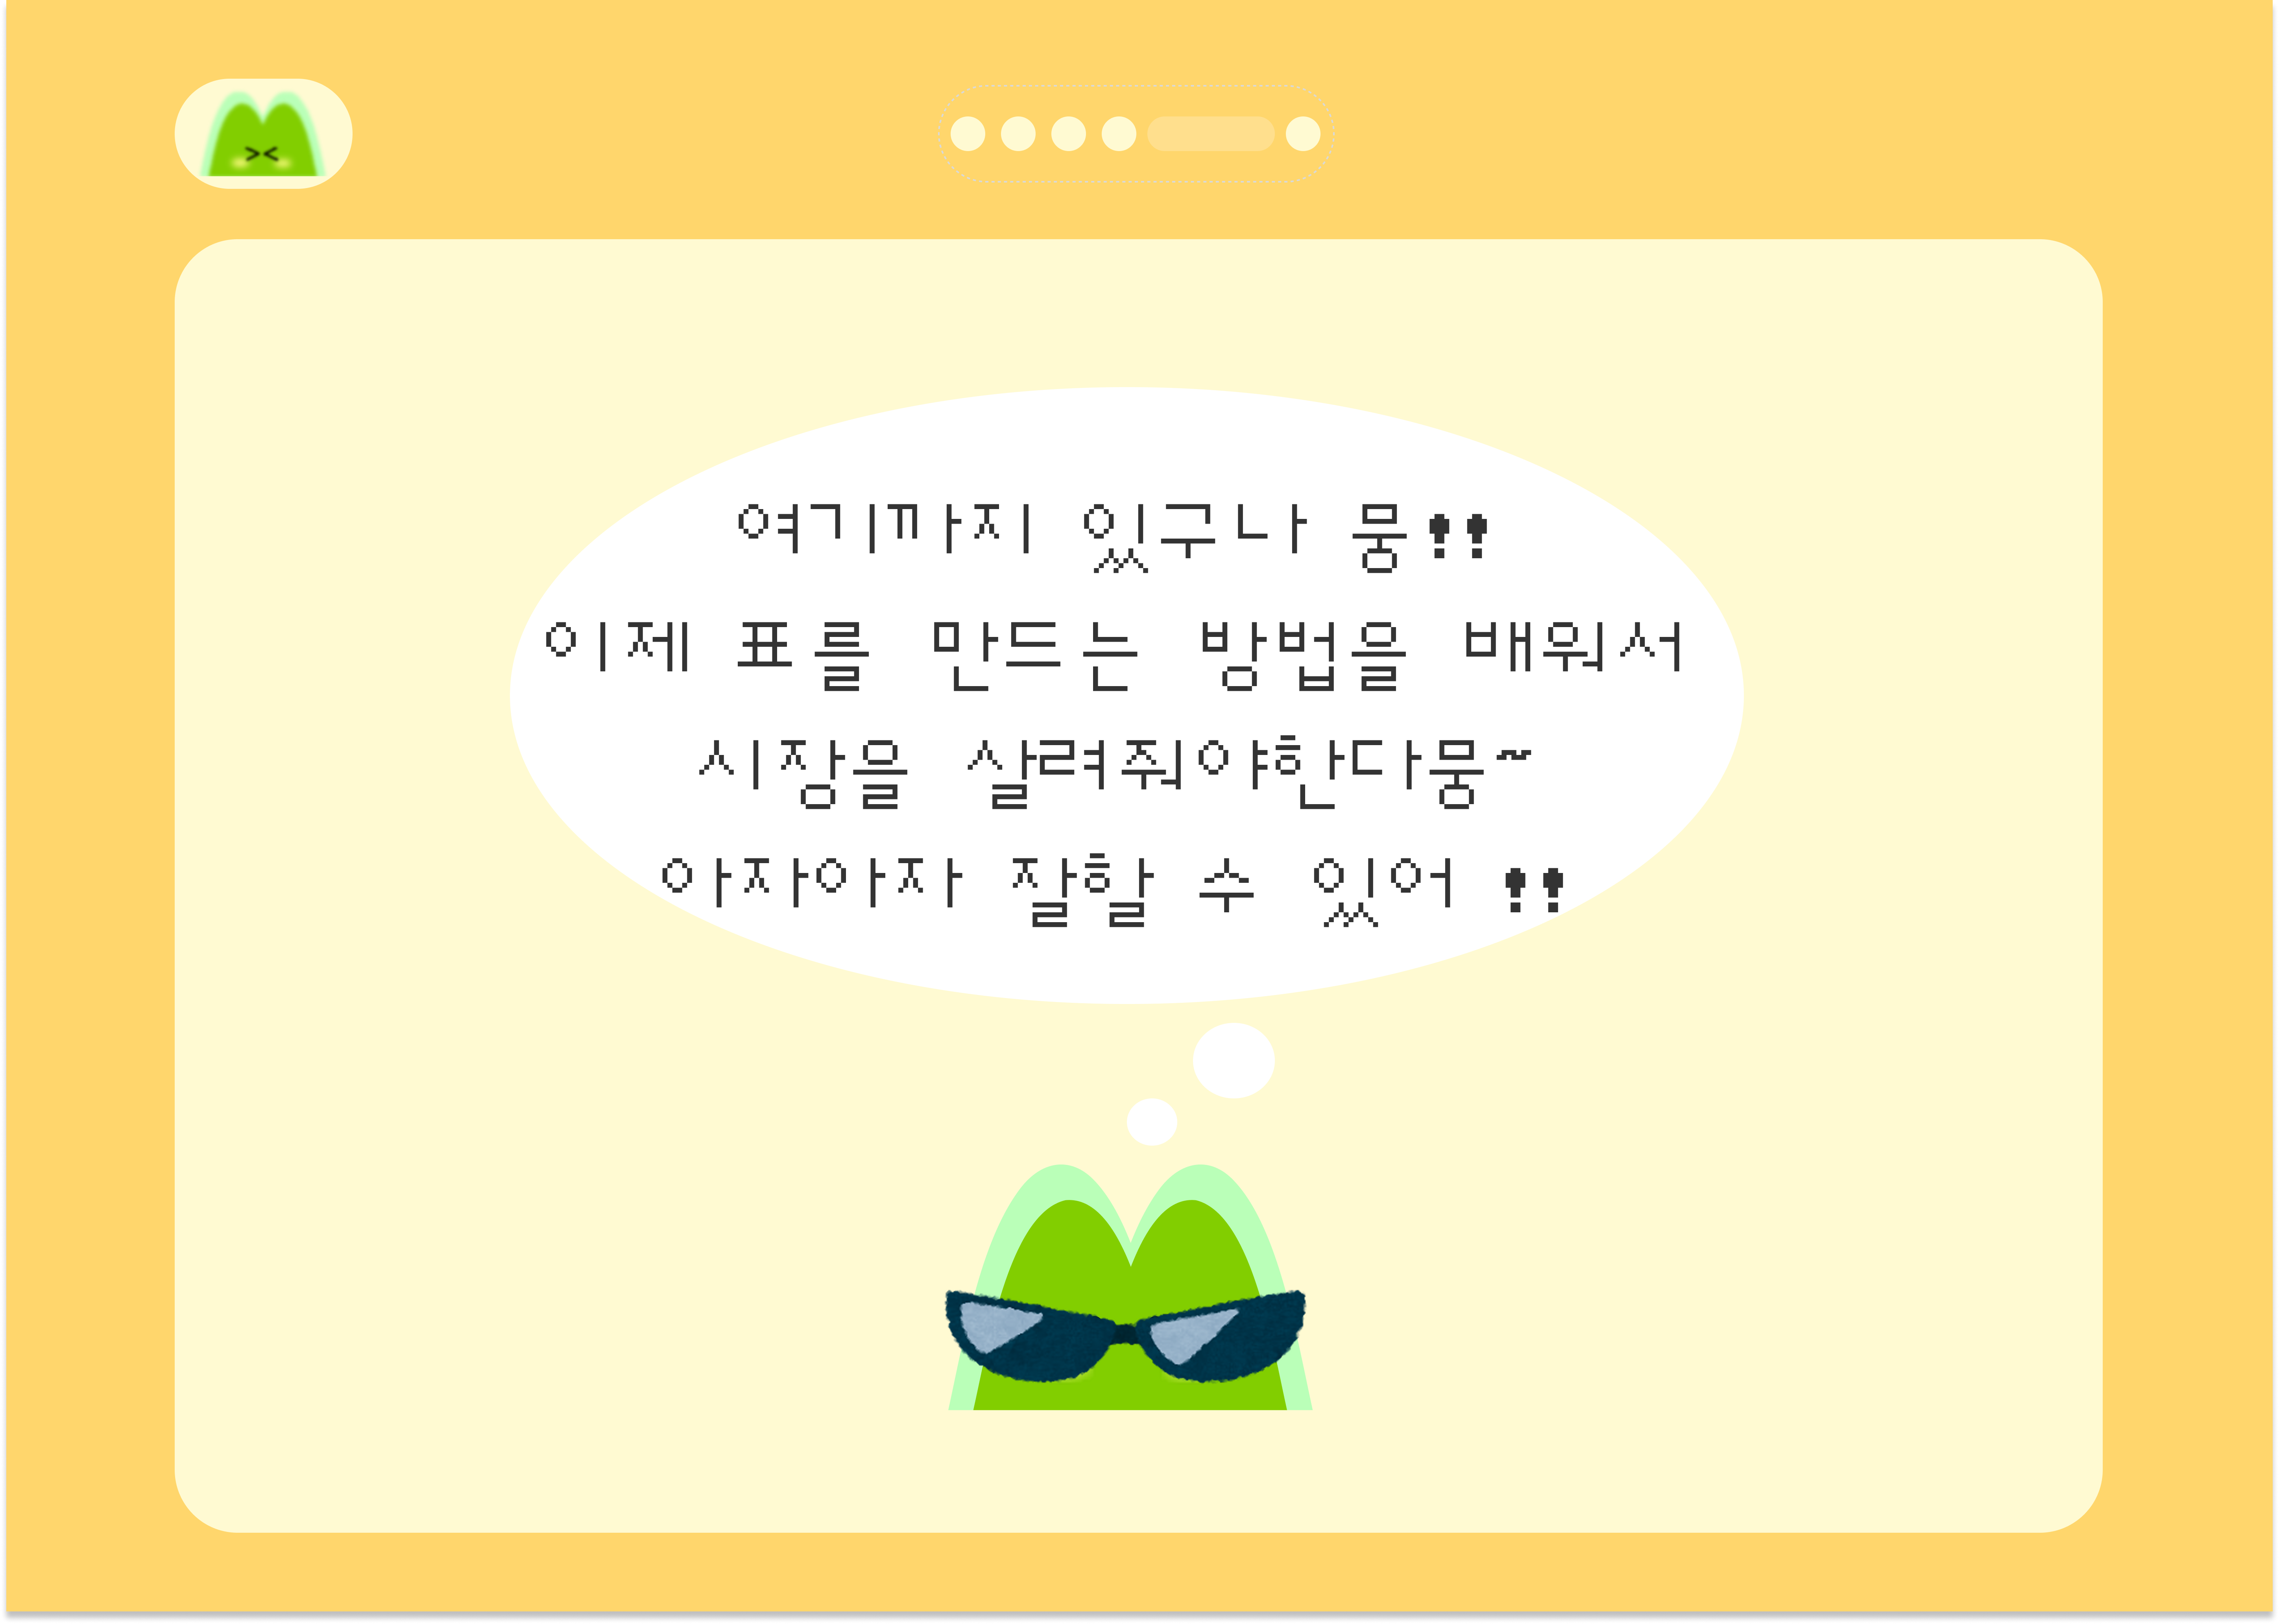 여기까지 있구나 뭉!!
이제 표를 만드는 방법을 배워서
시장을 살려줘야한다뭉~
아자아자 잘할 수 있어 !!